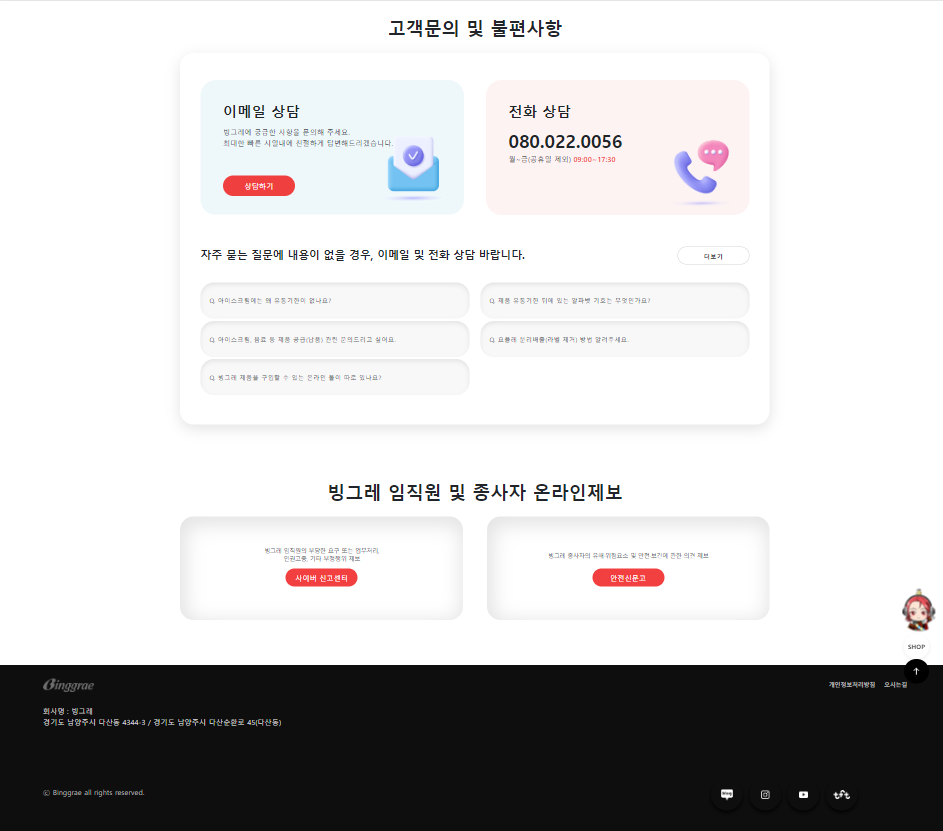 고객문의 및 불편사항
이메일 상담
빙그레에 궁금한 사항을 문의해 주세요.
최대한 빠른 시일내에 친절하게 답변해드리겠습니다.
상담하기
전화 상담
080.022.0056
월~금(공휴일 제외) 09:00~17:30
자주 묻는 질문에 내용이 없을 경우, 이메일 및 전화 상담 바랍니다.
더보기
Q. 아이스크림에는 왜 유통기한이 없나요?
Q. 제품 유통기한 뒤에 있는 알파벳 기호는 무엇인가요?
Q. 아이스크림, 음료 등 제품 공급(납품) 관련 문의드리고 싶어요.
Q. 요플레 분리배출(라벨 제거) 방법 알려주세요.
Q. 빙그레 제품을 구입할 수 있는 온라인 몰이 따로 있나요?
빙그레 임직원 및 종사자 온라인제보
빙그레 임직원의 부당한 요구 또는 업무처리,
인권고충, 기타 부정행위 제보
사이버 신고센터
빙그레 종사자의 유해·위험요소 및 안전·보건에 관한 의견 제보
안전신문고
SHOP
Binggrae
개인정보처리방침 오시는길
회사명 : 빙그레
경기도 남양주시 다산동 4344-3 / 경기도 남양주시 다산순환로 45(다산동)
ⓒ Binggrae all rights reserved.
blog